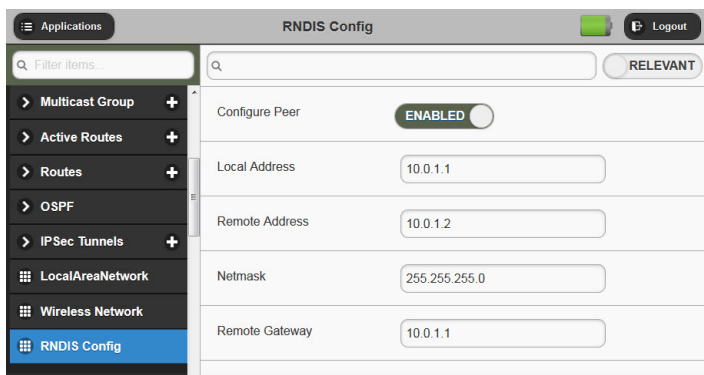 Applications
RNDIS Config
Logout
Filter items...
RELEVANT
Multicast Group
Active Routes
Routes
OSPF
IPSec Tunnels
LocalAreaNetwork
Wireless Network
RNDIS Config
Configure Peer ENABLED
Local Address 10.0.1.1
Remote Address 10.0.1.2
Netmask 255.255.255.0
Remote Gateway 10.0.1.1